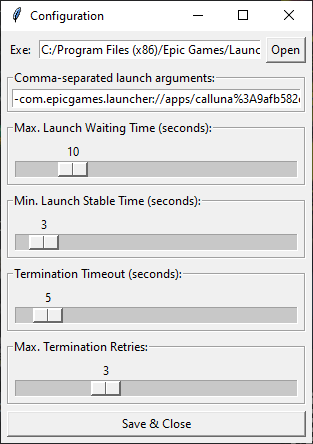 Configuration
Exe: C:/Program Files (x86)/Epic Games/Launc Open
Comma-separated launch arguments:
-com.epicgames.launcher://apps/calluna%3A9afb582
Max. Launch Waiting Time (seconds):
10
Min. Launch Stable Time (seconds):
3
Termination Timeout (seconds):
5
Max. Termination Retries:
3
Save & Close